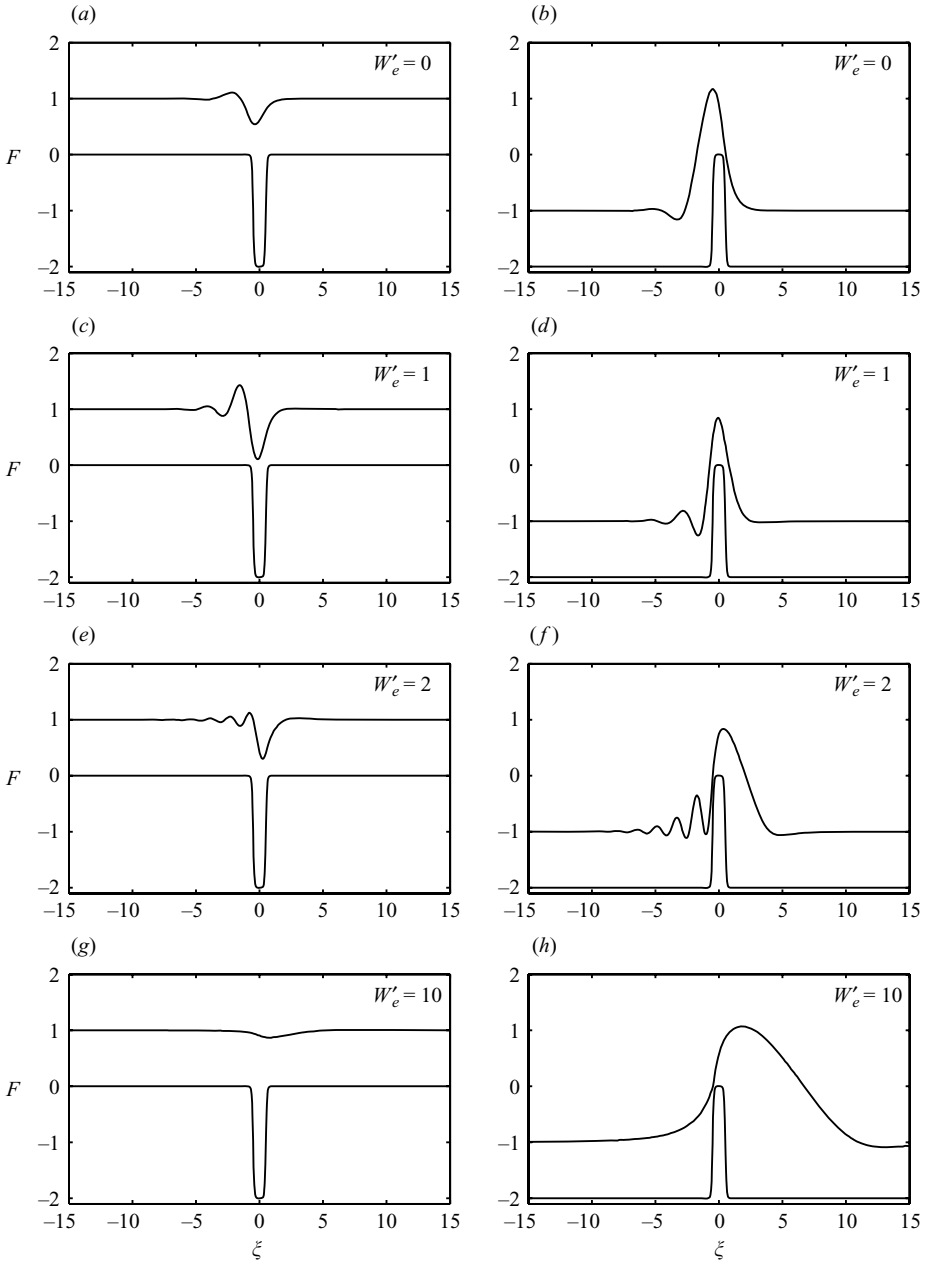 (a) (b)
2 W′e = 0 2 W′e = 0
1 1
F 0 0
–1 –1
–2 –2
–15 –10 –5 0 5 10 15 –15 –10 –5 0 5 10 15
(c) (d)
2 W′e = 1 2 W′e = 1
1 1
F 0 0
–1 –1
–2 –2
–15 –10 –5 0 5 10 15 –15 –10 –5 0 5 10 15
(e) (f)
2 W′e = 2 2 W′e = 2
1 1
F 0 0
–1 –1
–2 –2
–15 –10 –5 0 5 10 15 –15 –10 –5 0 5 10 15
(g) (h)
2 W′e = 10 2 W′e = 10
1 1
F 0 0
–1 –1
–2 –2
–15 –10 –5 0 5 10 15 –15 –10 –5 0 5 10 15
ξ ξ